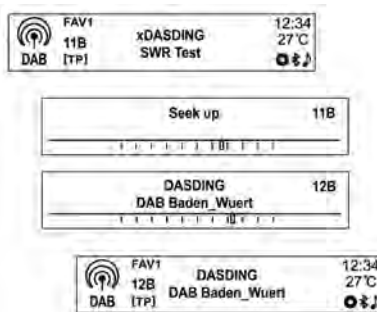 FAV1
12:34
xDASDING
11B
27°C
SWR Test
DAB
[TP]
Seek up
11B
DASDING
12B
DAB Baden_Wuert
FAV1
12:34
DASDING
12B
27°C
DAB Baden_Wuert
DAB
[TP]